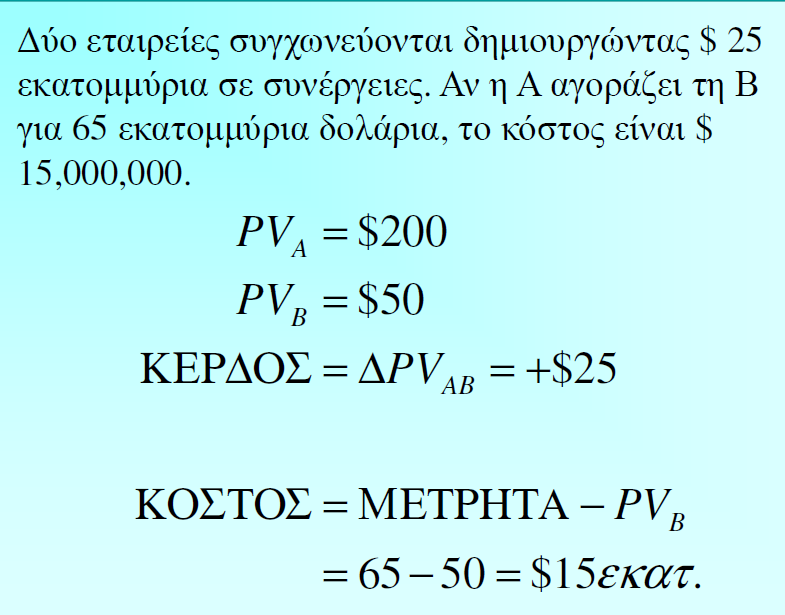 Δύο εταιρείες συγχωνεύονται δημιουργώντας $ 25
εκατομμύρια σε συνέργειες. Αν η Α αγοράζει τη Β
για 65 εκατομμύρια δολάρια, το κόστος είναι $
15,000,000.
PV_A = $200
PV_B = $50
ΚΕΡΔΟΣ = ΔPV_AB = +$25
ΚΟΣΤΟΣ = ΜΕΤΡΗΤΑ − PV_B
= 65 − 50 = $15εκατ.